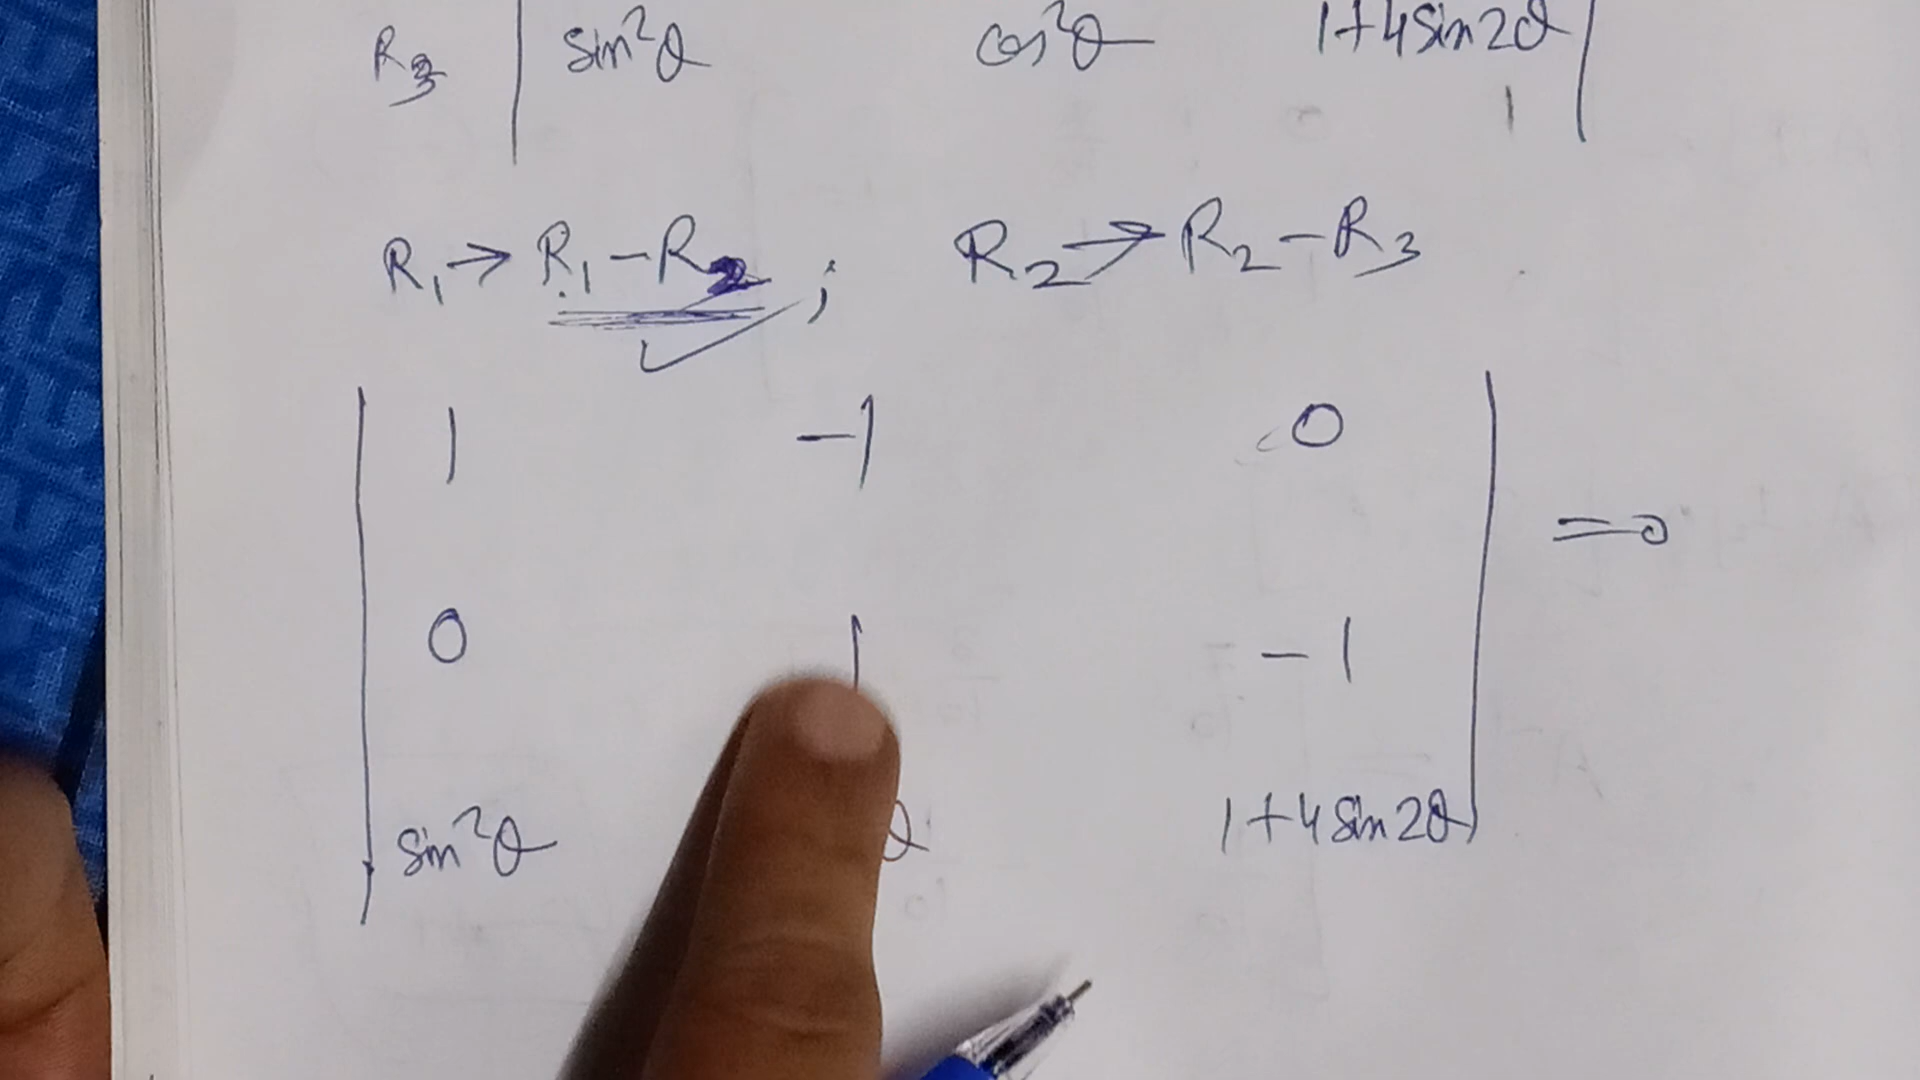 R3 | sin²θ cos²θ 1+4sin2θ |
R₁ → R₁ - R₂ ; R₂ → R₂ - R₃
| 1 -1 0 |
= 0
0 1 -1
sin²θ θ 1+4sin2θ